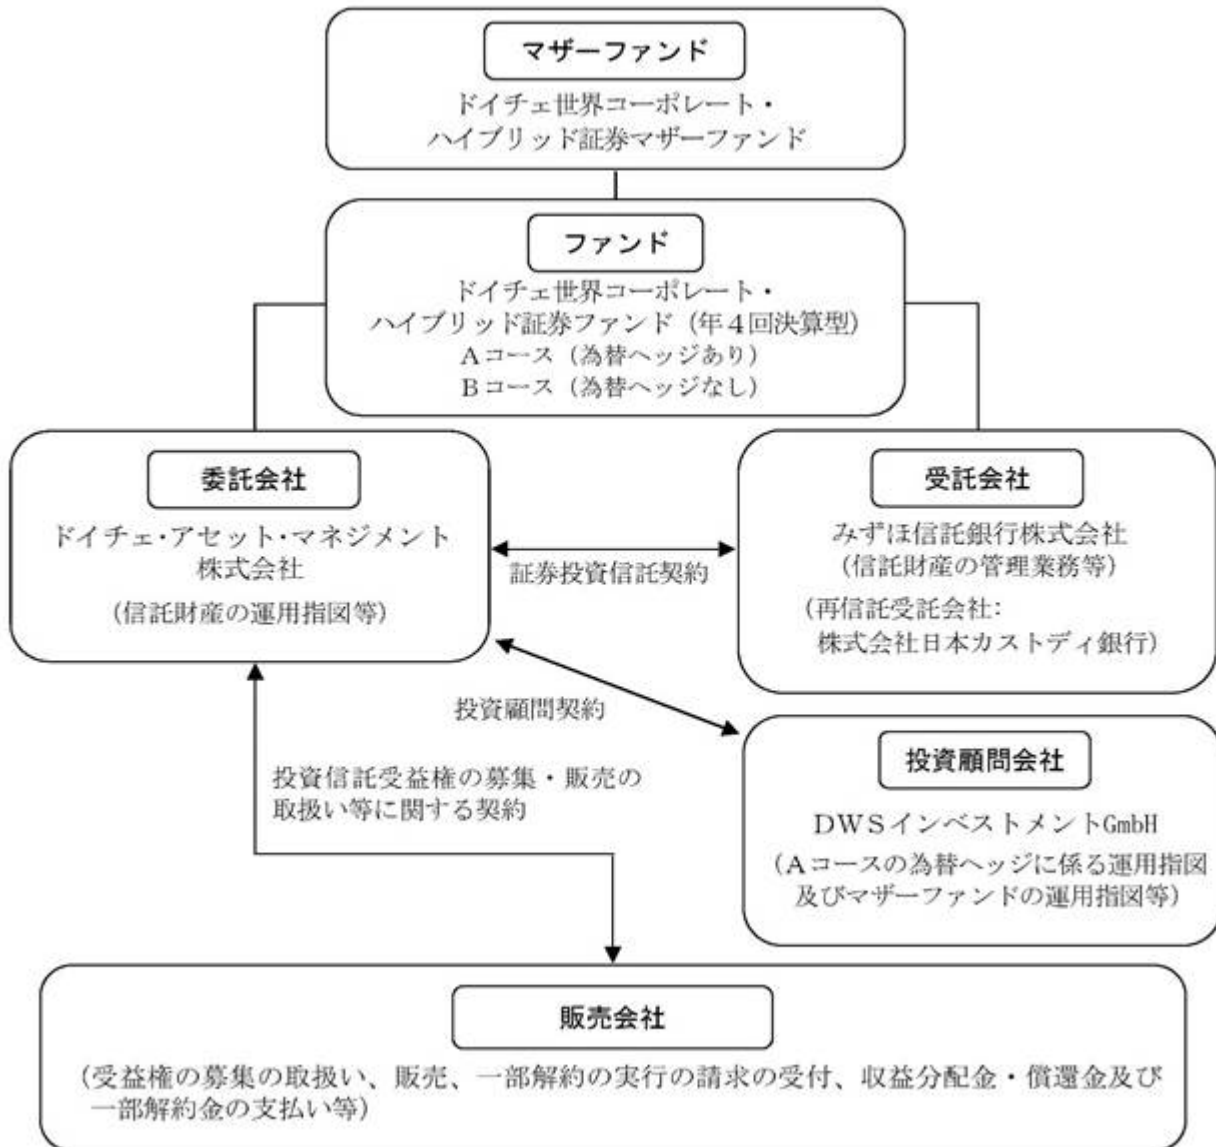 マザーファンド
ドイチェ世界コーポレート・
ハイブリッド証券マザーファンド
ファンド
ドイチェ世界コーポレート・
ハイブリッド証券ファンド（年４回決算型）
Ａコース（為替ヘッジあり）
Ｂコース（為替ヘッジなし）
委託会社
ドイチェ・アセット・マネジメント
株式会社
（信託財産の運用指図等）
証券投資信託契約
受託会社
みずほ信託銀行株式会社
（信託財産の管理業務等）
（再信託受託会社：
株式会社日本カストディ銀行）
投資顧問契約
投資顧問会社
ＤＷＳインベストメントGmbH
（Ａコースの為替ヘッジに係る運用指図
及びマザーファンドの運用指図等）
投資信託受益権の募集・販売の
取扱い等に関する契約
販売会社
（受益権の募集の取扱い、販売、一部解約の実行の請求の受付、収益分配金・償還金及び
一部解約金の支払い等）